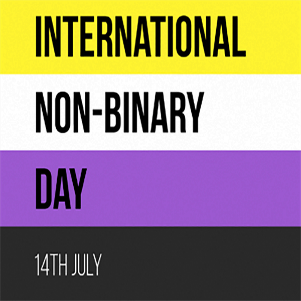 INTERNATIONAL
NON-BINARY
DAY
14TH JULY